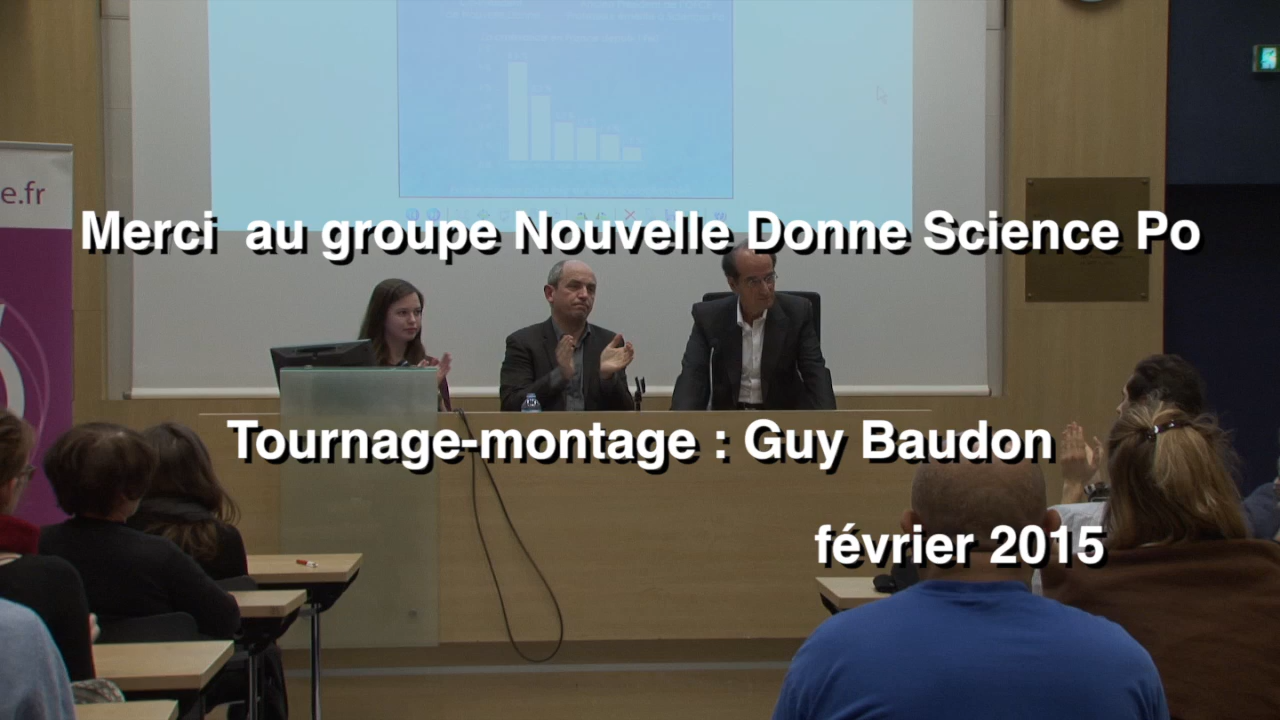 e.fr
Merci  au groupe Nouvelle Donne Science Po
Tournage-montage : Guy Baudon
février 2015